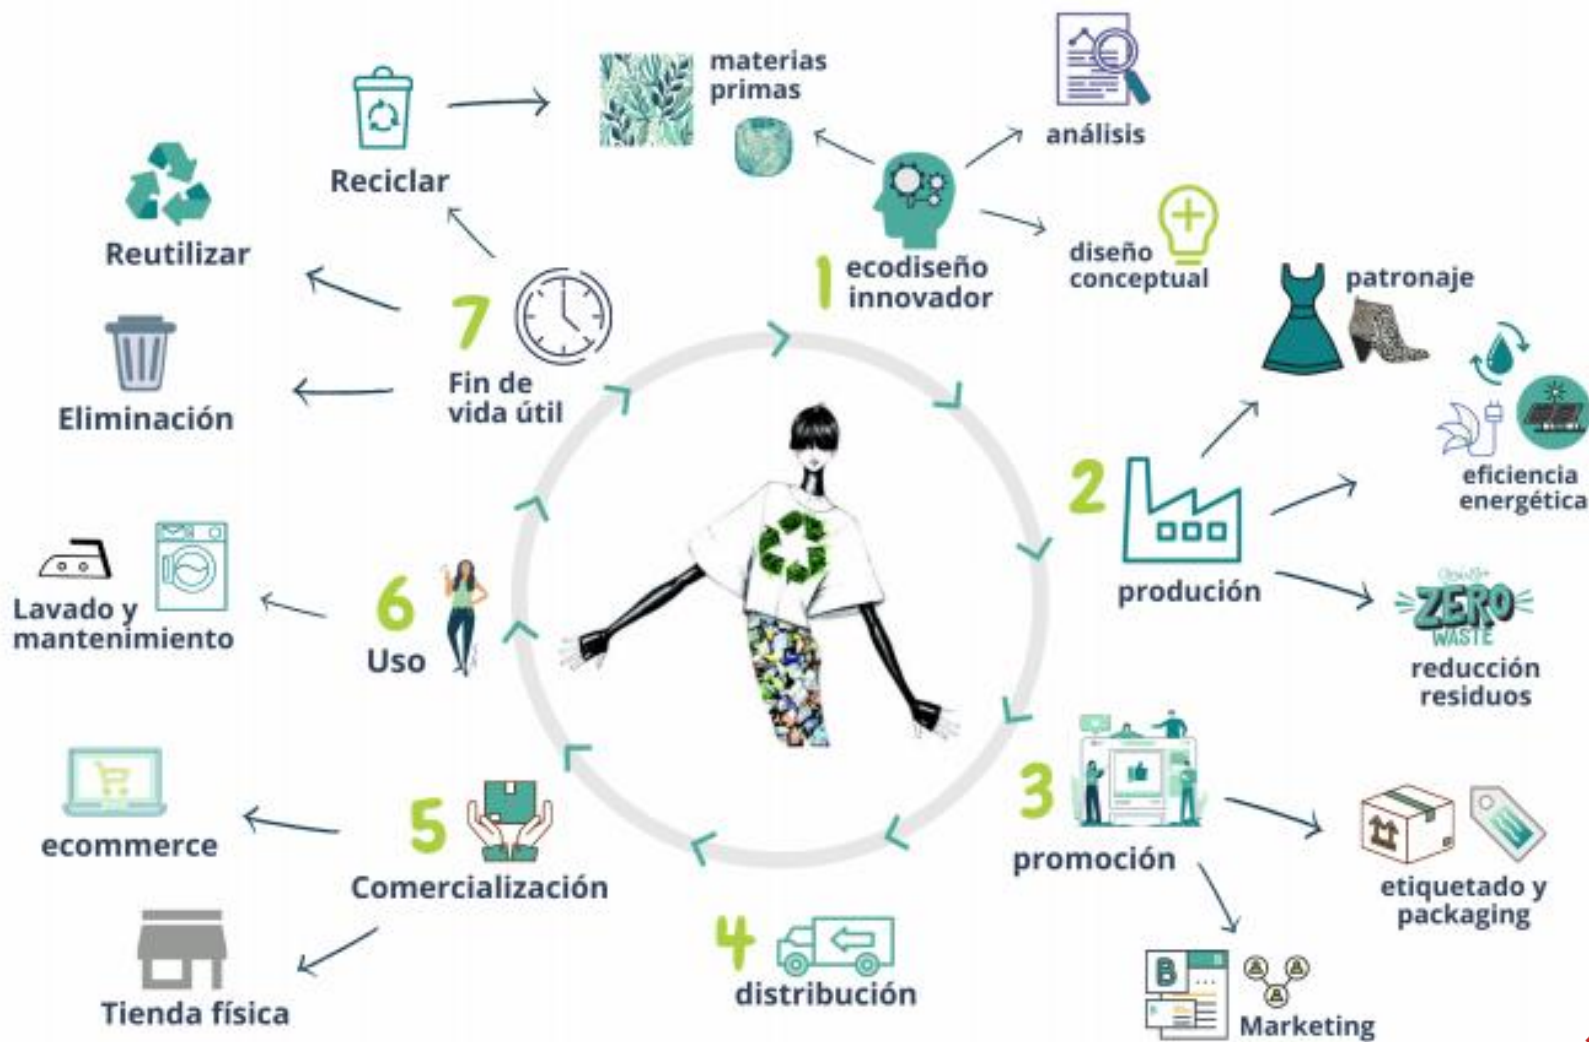 materias
primas
análisis
1
ecodiseño
innovador
diseño
conceptual
2
produción
patronaje
eficiencia
energética
ZERO
WASTE
reducción
residuos
3
promoción
etiquetado y
packaging
B
Marketing
4
distribución
5
Comercialización
ecommerce
Tienda física
6
Uso
Lavado y
mantenimiento
7
Fin de
vida útil
Reciclar
Reutilizar
Eliminación